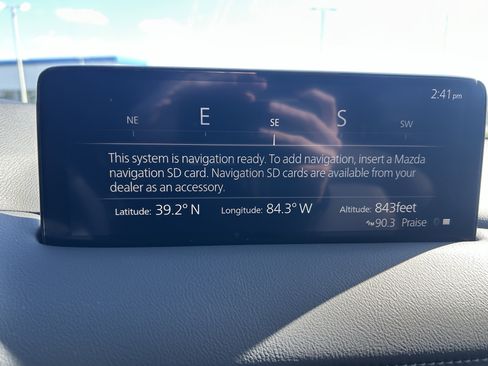 2:41 pm
NE E SE S SW
This system is navigation ready. To add navigation, insert a Mazda
navigation SD card. Navigation SD cards are available from your
dealer as an accessory.
Latitude: 39.2° N Longitude: 84.3° W Altitude: 843feet
90.3 Praise